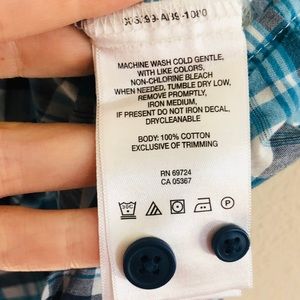 MACHINE WASH COLD GENTLE,
WITH LIKE COLORS,
NON-CHLORINE BLEACH
WHEN NEEDED, TUMBLE DRY LOW,
REMOVE PROMPTLY,
IRON MEDIUM,
IF PRESENT DO NOT IRON DECAL,
DRYCLEANABLE
BODY: 100% COTTON
EXCLUSIVE OF TRIMMING
RN 69724
CA 05367